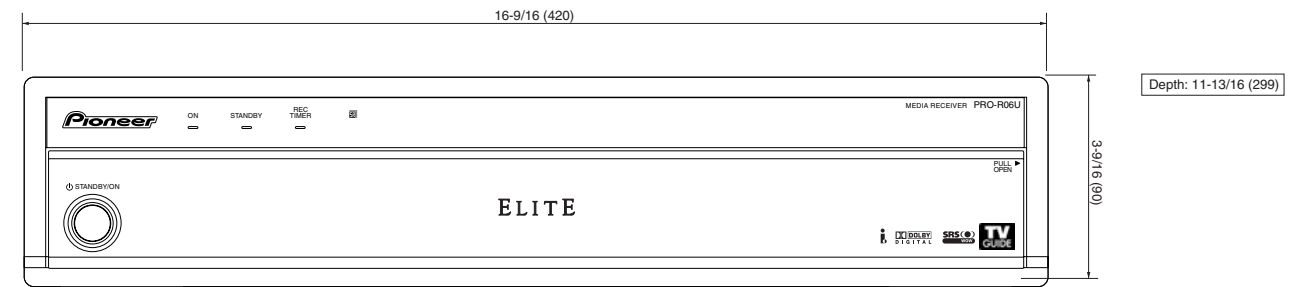 16-9/16 (420)
Depth: 11-13/16 (299)
Pioneer
ON
STANDBY
REC
TIMER
MEDIA RECEIVER PRO-R06U
3-9/16 (90)
PULL
OPEN
STANDBY/ON
ELITE
DOLBY
DIGITAL
SRS
WOW
TV
GUIDE